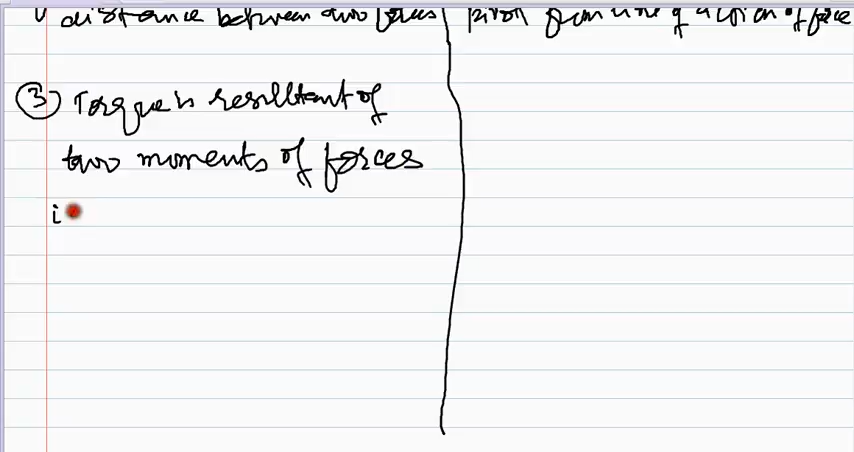 distance between two forces
pivot from line of action of force
③ Torque is resultant of
two moments of forces
i